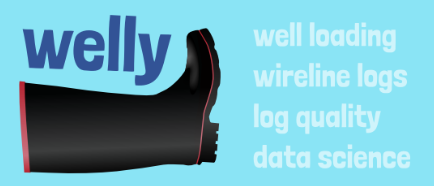 welly
well loading
wireline logs
log quality
data science